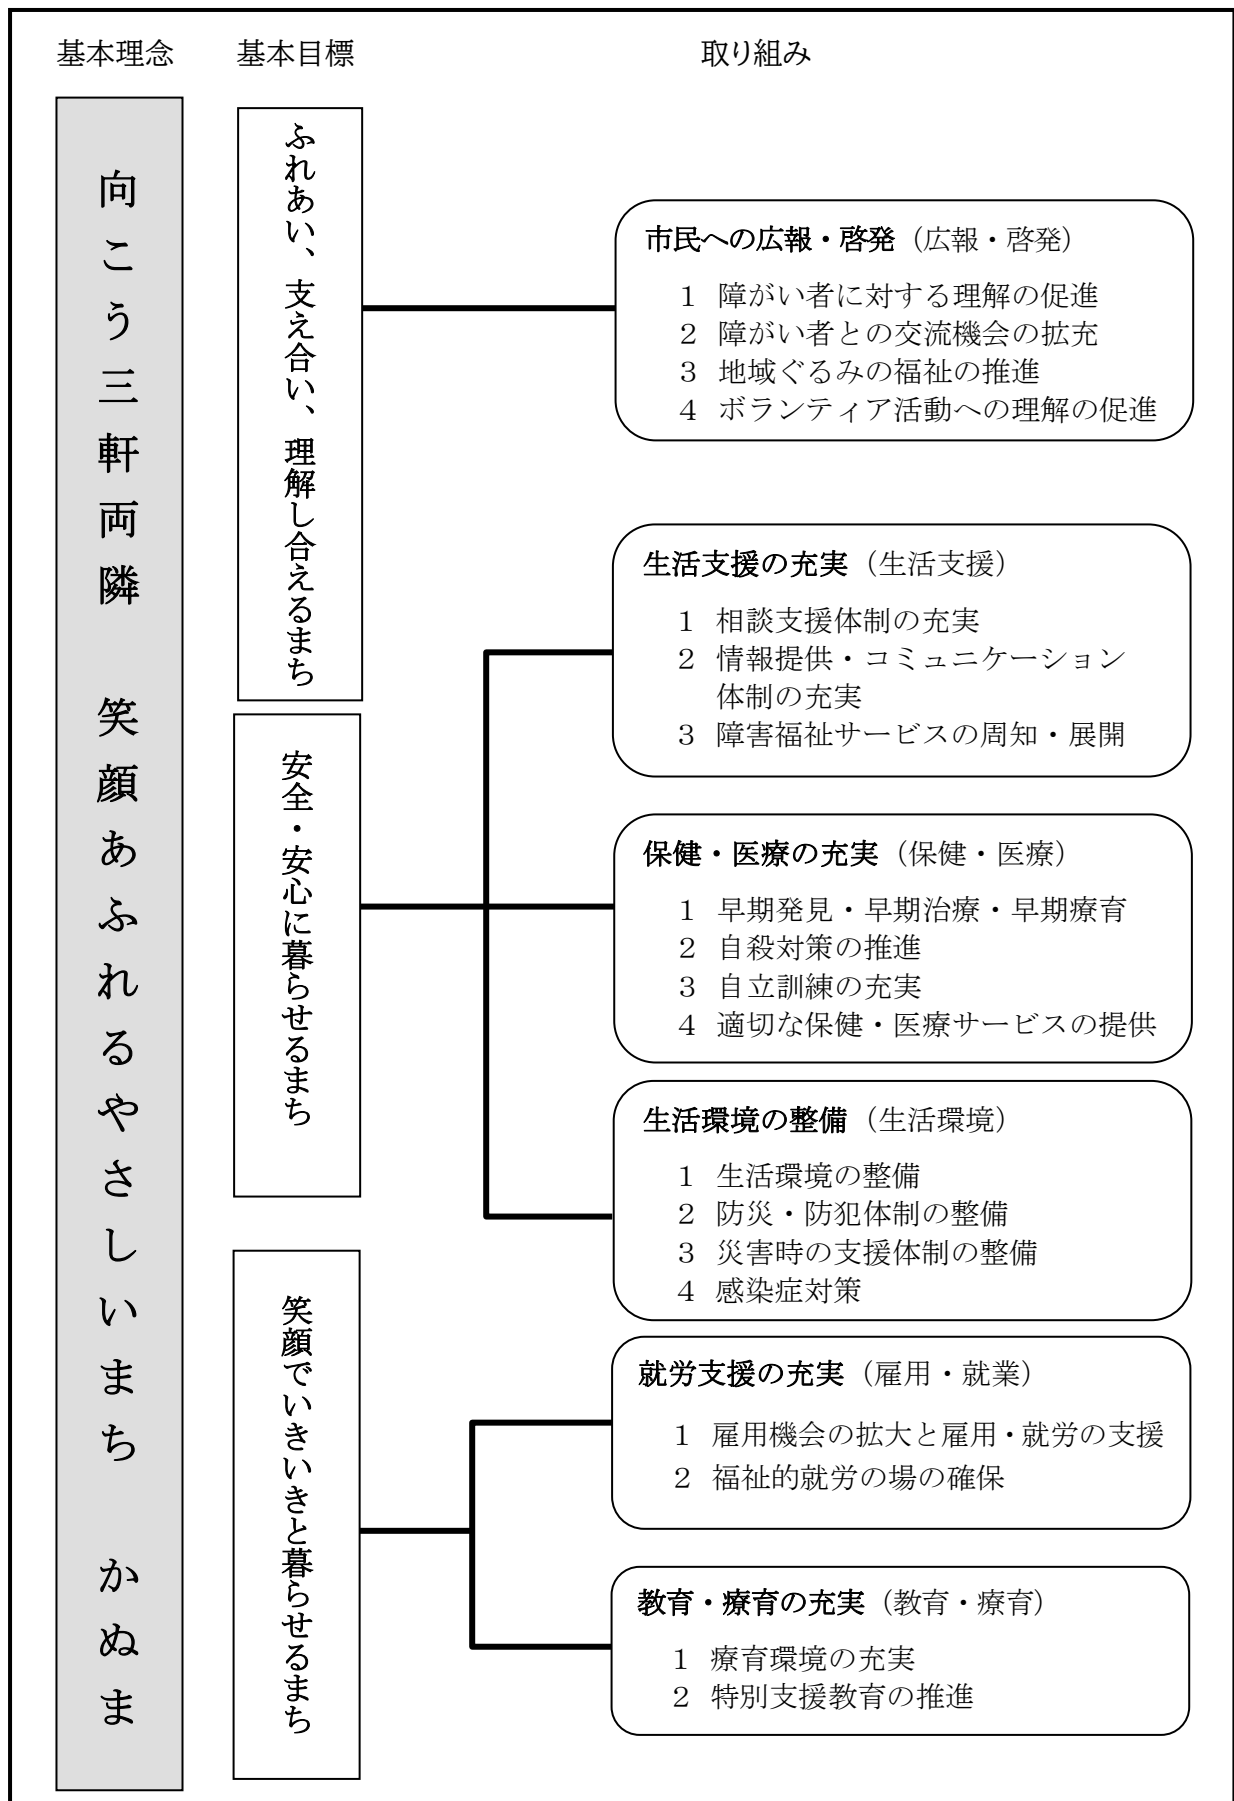 基本理念
基本目標
取り組み
向こう三軒両隣　笑顔あふれるやさしいまち　かぬま
ふれあい、支え合い、理解し合えるまち
市民への広報・啓発（広報・啓発）
1 障がい者に対する理解の促進
2 障がい者との交流機会の拡充
3 地域ぐるみの福祉の推進
4 ボランティア活動への理解の促進
安全・安心に暮らせるまち
生活支援の充実（生活支援）
1 相談支援体制の充実
2 情報提供・コミュニケーション
体制の充実
3 障害福祉サービスの周知・展開
保健・医療の充実（保健・医療）
1 早期発見・早期治療・早期療育
2 自殺対策の推進
3 自立訓練の充実
4 適切な保健・医療サービスの提供
生活環境の整備（生活環境）
1 生活環境の整備
2 防災・防犯体制の整備
3 災害時の支援体制の整備
4 感染症対策
笑顔でいきいきと暮らせるまち
就労支援の充実（雇用・就業）
1 雇用機会の拡大と雇用・就労の支援
2 福祉的就労の場の確保
教育・療育の充実（教育・療育）
1 療育環境の充実
2 特別支援教育の推進